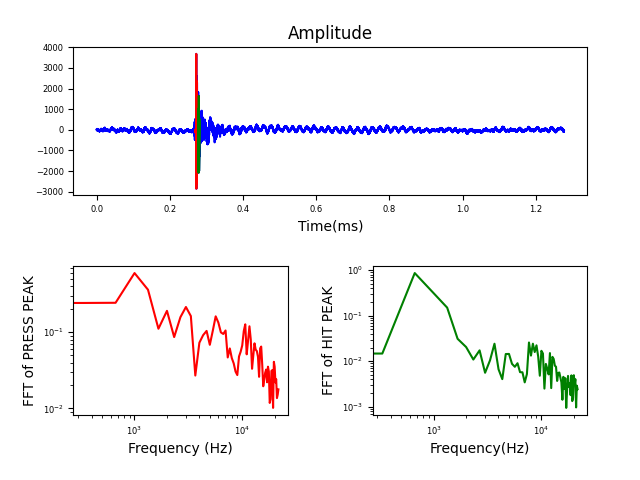 Amplitude
4000
3000
2000
1000
0
−1000
−2000
−3000
0.0 0.2 0.4 0.6 0.8 1.0 1.2
Time(ms)
FFT of PRESS PEAK
10⁻¹
10⁻²
10³ 10⁴
Frequency (Hz)
FFT of HIT PEAK
10⁰
10⁻¹
10⁻²
10⁻³
10³ 10⁴
Frequency(Hz)